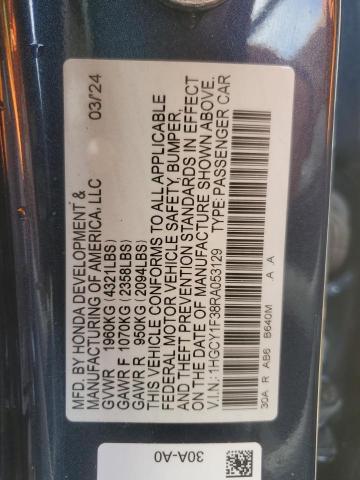 MFD. BY HONDA DEVELOPMENT &
MANUFACTURING OF AMERICA, LLC 03/'24
GVWR 1960KG (4321LBS)
GAWR F 1070KG (2358LBS)
GAWR R 950KG (2094LBS)
THIS VEHICLE CONFORMS TO ALL APPLICABLE
FEDERAL MOTOR VEHICLE SAFETY, BUMPER,
AND THEFT PREVENTION STANDARDS IN EFFECT
ON THE DATE OF MANUFACTURE SHOWN ABOVE.
V.I.N.: 1HGCY1F38RA053129 TYPE: PASSENGER CAR
30A R AB6 B640M A A
30A-A0